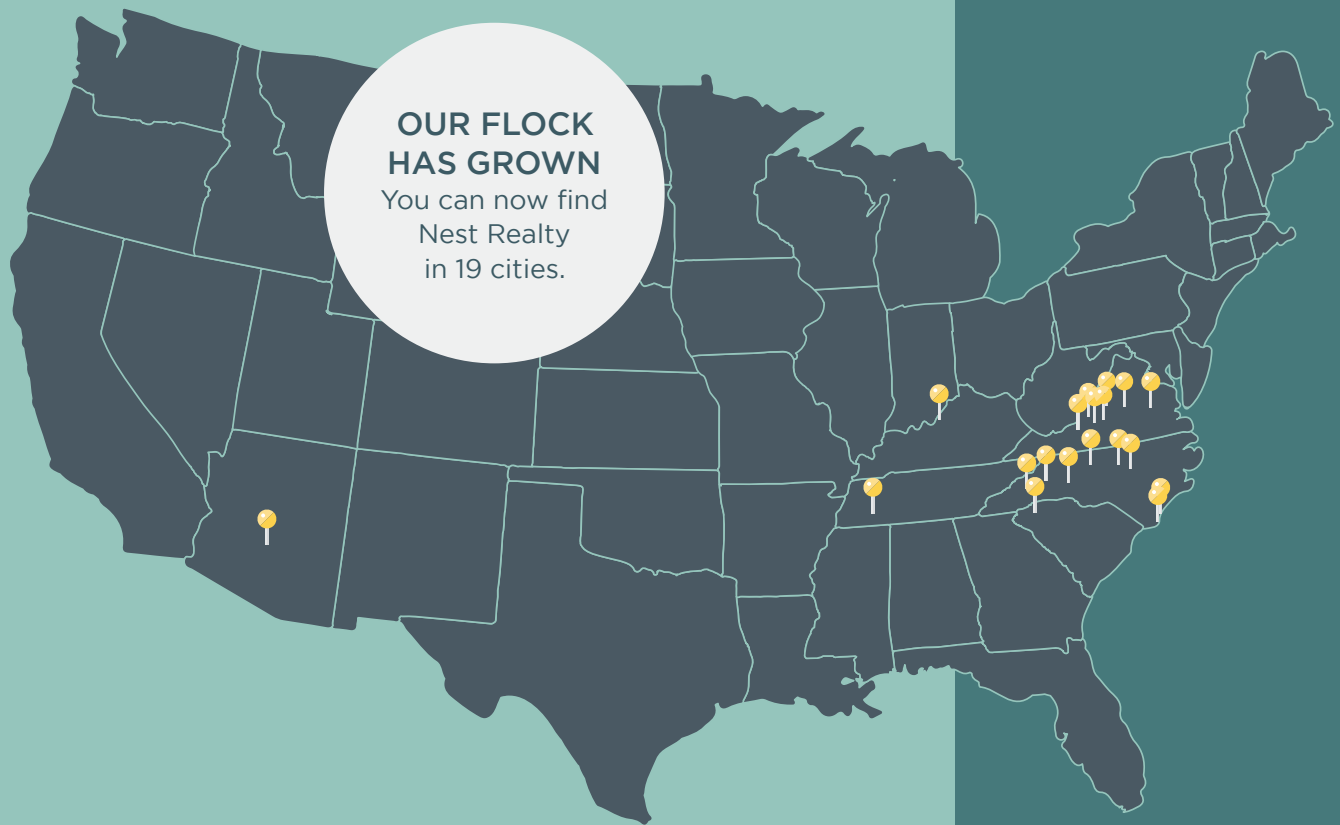 OUR FLOCK
HAS GROWN
You can now find
Nest Realty
in 19 cities.